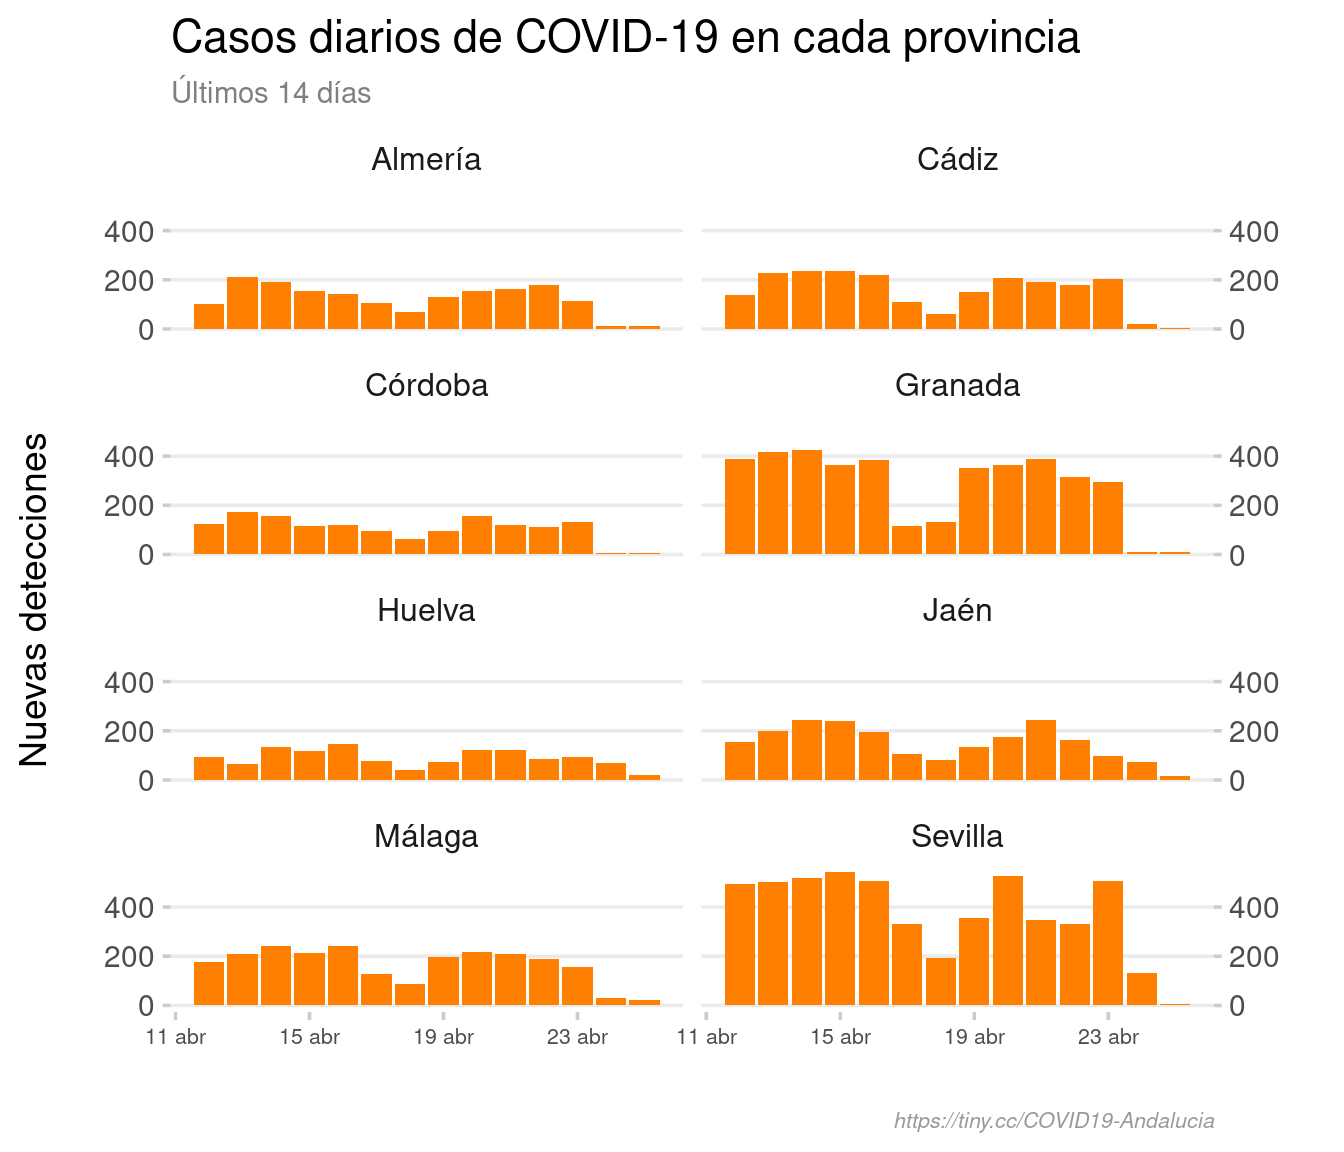 Casos diarios de COVID-19 en cada provincia
Últimos 14 días
Nuevas detecciones
Almería Cádiz
400 400
200 200
0 0
Córdoba Granada
400 400
200 200
0 0
Huelva Jaén
400 400
200 200
0 0
Málaga Sevilla
400 400
200 200
0 0
11 abr 15 abr 19 abr 23 abr 11 abr 15 abr 19 abr 23 abr
https://tiny.cc/COVID19-Andalucia